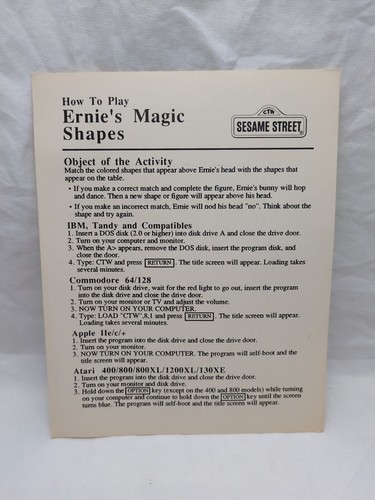 How To Play
Ernie's Magic
Shapes
CTW
SESAME STREET
Object of the Activity
Match the colored shapes that appear above Ernie's head with the shapes
that appear on the table.
• If you make a correct match and complete the figure, Ernie's bunny will hop
and dance. Then a new shape or figure will appear above his head.
• If you make an incorrect match, Ernie will nod his head "no". Think about the
shape and try again.
IBM, Tandy and Compatibles
1. Insert a DOS disk (2.0 or higher) into disk drive A and close the drive door.
2. Turn on your computer and monitor.
3. When the A> appears, remove the DOS disk, insert the program disk, and
close the door.
4. Type: CTW and press RETURN. The title screen will appear. Loading takes
several minutes.
Commodore 64/128
1. Turn on your disk drive, wait for the red light to go out, insert the program
into the disk drive and close the drive door.
2. Turn on your monitor or TV and adjust the volume.
3. NOW TURN ON YOUR COMPUTER.
4. Type: LOAD "CTW",8,1 and press RETURN. The title screen will appear.
Loading takes several minutes.
Apple IIe/c/+
1. Insert the program into the disk drive and close the drive door.
2. Turn on your monitor.
3. NOW TURN ON YOUR COMPUTER. The program will self-boot and the
title screen will appear.
Atari 400/800/800XL/1200XL/130XE
1. Insert the program into the disk drive and close the drive door.
2. Turn on your monitor and disk drive.
3. Hold down the OPTION key (except on the 400 and 800 models) while turning
on your computer and continue to hold down the OPTION key until the screen
turns blue. The program will self-boot and the title screen will appear.